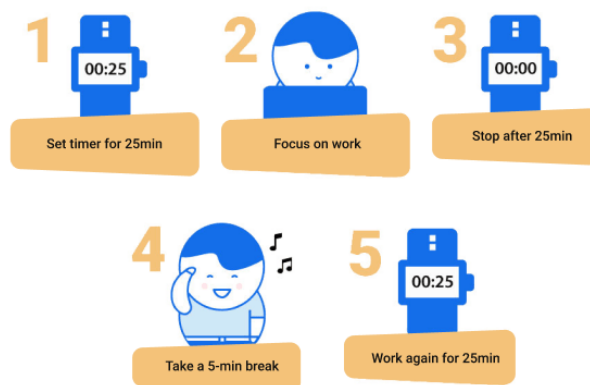 1
00:25
Set timer for 25min
2
Focus on work
3
00:00
Stop after 25min
4
Take a 5-min break
5
00:25
Work again for 25min